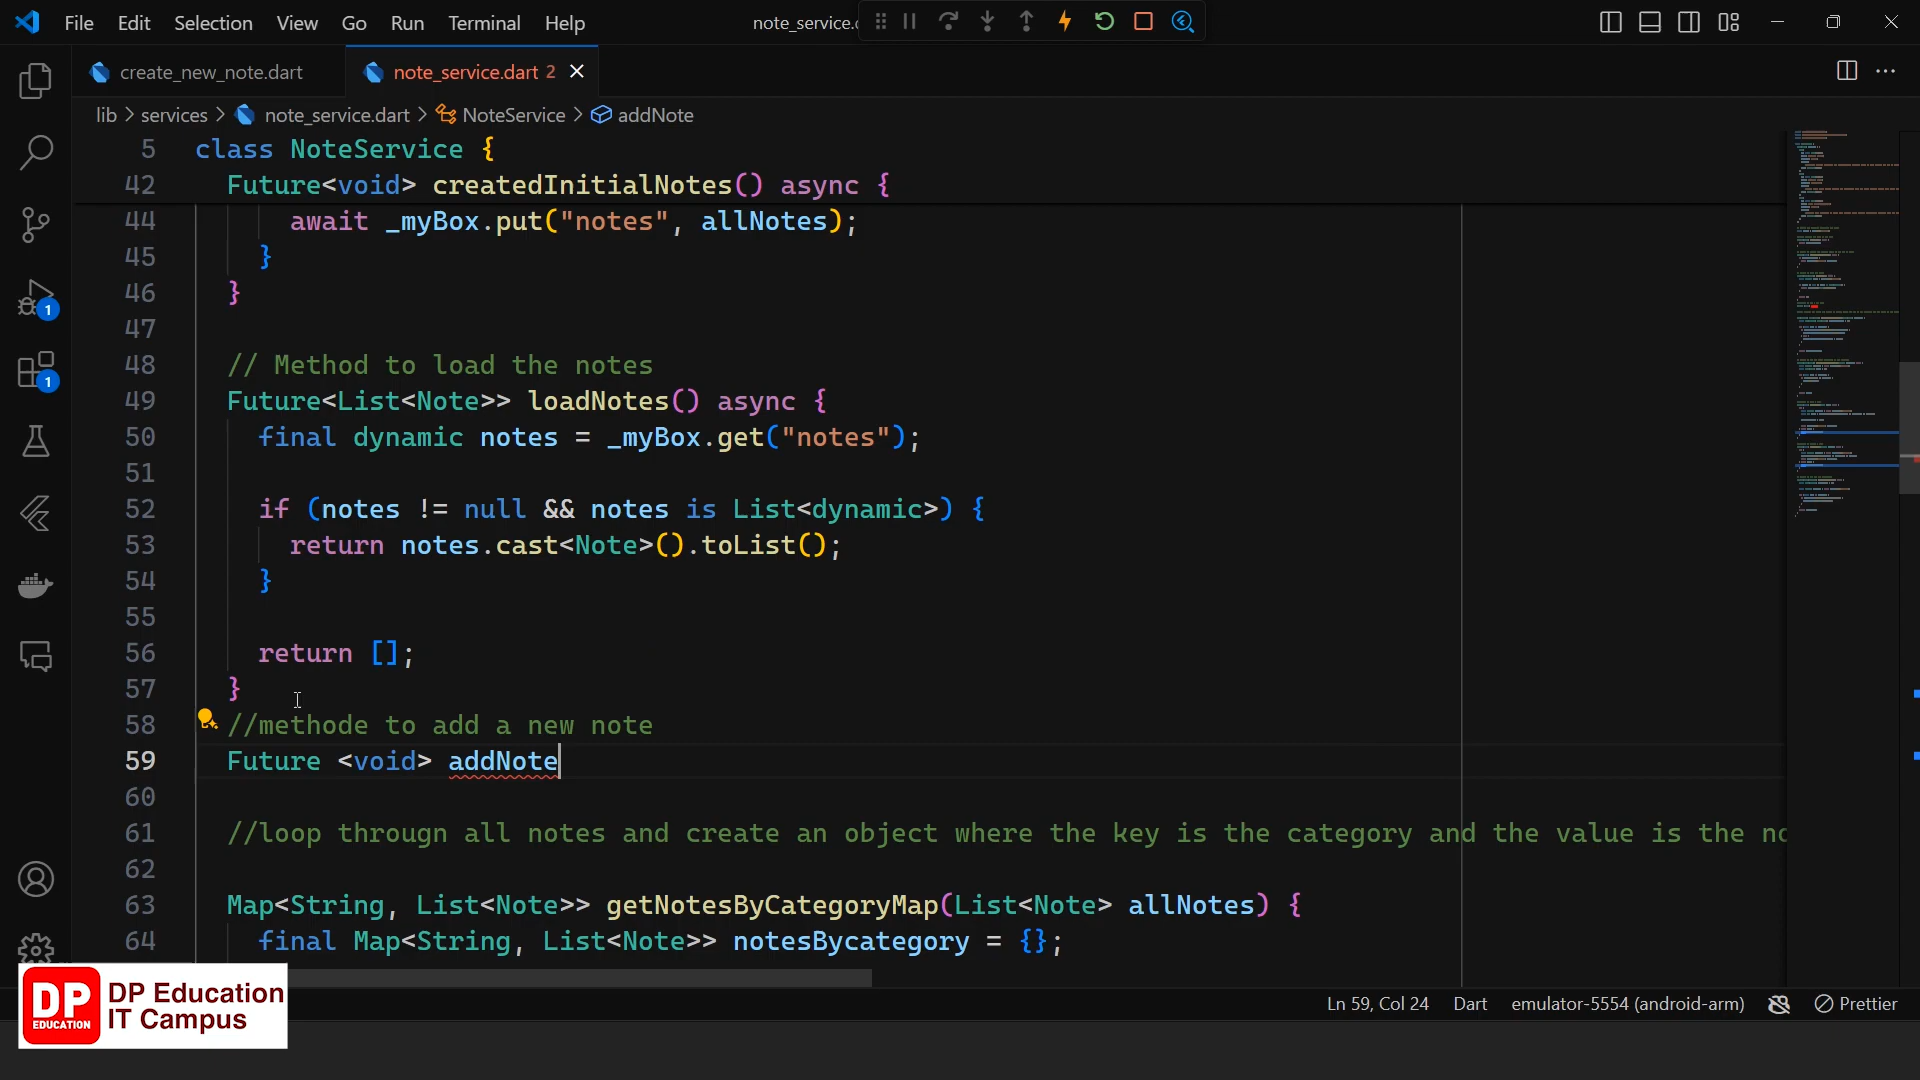 File Edit Selection View Go Run Terminal Help
note_service.
create_new_note.dart
note_service.dart 2
lib > services > note_service.dart > NoteService > addNote
5 class NoteService {
42 Future<void> createdInitialNotes() async {
44 await _myBox.put("notes", allNotes);
45 }
46 }
47
48 // Method to load the notes
49 Future<List<Note>> loadNotes() async {
50 final dynamic notes = _myBox.get("notes");
51
52 if (notes != null && notes is List<dynamic>) {
53 return notes.cast<Note>().toList();
54 }
55
56 return [];
57 }
58 //methode to add a new note
59 Future <void> addNote
60
61 //loop througn all notes and create an object where the key is the category and the value is the no
62
63 Map<String, List<Note>> getNotesByCategoryMap(List<Note> allNotes) {
64 final Map<String, List<Note>> notesBycategory = {};
1
1
DP EDUCATION
DP Education
IT Campus
Ln 59, Col 24 Dart emulator-5554 (android-arm) Prettier